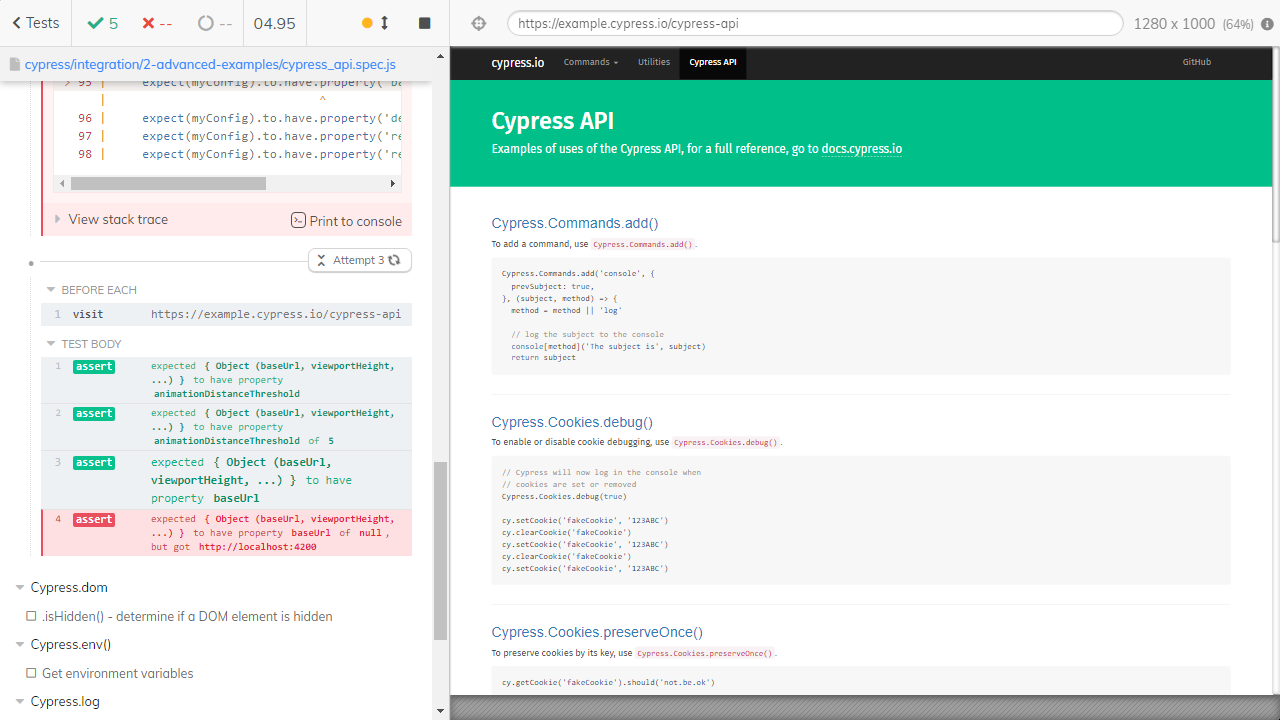 Tests
5
--
--
04.95
https://example.cypress.io/cypress-api
1280 x 1000 (64%)
cypress/integration/2-advanced-examples/cypress_api.spec.js
> 95 | expect(myConfig).to.have.property('ba
| ^
96 | expect(myConfig).to.have.property('de
97 | expect(myConfig).to.have.property('re
98 | expect(myConfig).to.have.property('re
View stack trace
Print to console
Attempt 3
BEFORE EACH
1 visit https://example.cypress.io/cypress-api
TEST BODY
1 assert expected { Object (baseUrl, viewportHeight,
...) } to have property
animationDistanceThreshold
2 assert expected { Object (baseUrl, viewportHeight,
...) } to have property
animationDistanceThreshold of 5
3 assert expected { Object (baseUrl,
viewportHeight, ...) } to have
property baseUrl
4 assert expected { Object (baseUrl, viewportHeight,
...) } to have property baseUrl of null,
but got http://localhost:4200
Cypress.dom
.isHidden() - determine if a DOM element is hidden
Cypress.env()
Get environment variables
Cypress.log
cypress.io Commands Utilities Cypress API GitHub
Cypress API
Examples of uses of the Cypress API, for a full reference, go to docs.cypress.io
Cypress.Commands.add()
To add a command, use Cypress.Commands.add().
Cypress.Commands.add('console', {
prevSubject: true,
}, (subject, method) => {
method = method || 'log'
// log the subject to the console
console[method]('The subject is', subject)
return subject
Cypress.Cookies.debug()
To enable or disable cookie debugging, use Cypress.Cookies.debug().
// Cypress will now log in the console when
// cookies are set or removed
Cypress.Cookies.debug(true)
cy.setCookie('fakeCookie', '123ABC')
cy.clearCookie('fakeCookie')
cy.setCookie('fakeCookie', '123ABC')
cy.clearCookie('fakeCookie')
cy.setCookie('fakeCookie', '123ABC')
Cypress.Cookies.preserveOnce()
To preserve cookies by its key, use Cypress.Cookies.preserveOnce().
cy.getCookie('fakeCookie').should('not.be.ok')